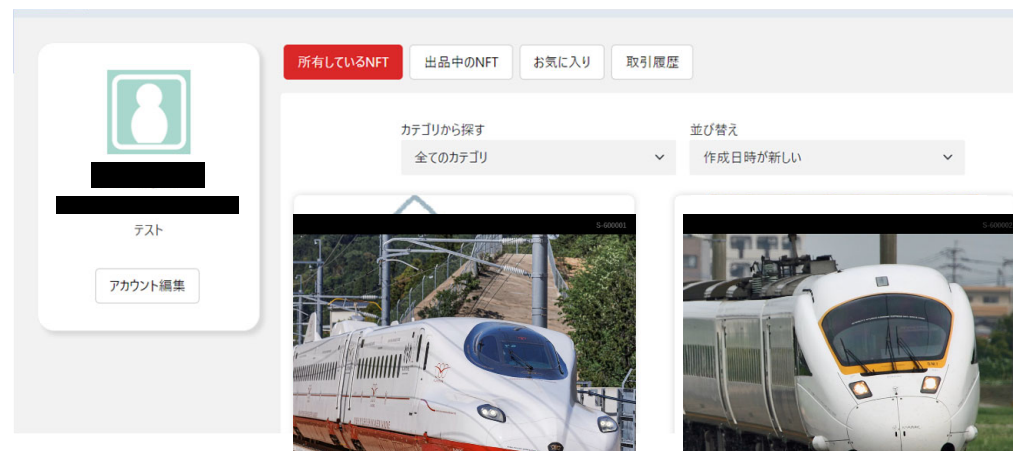 所有しているNFT
出品中のNFT
お気に入り
取引履歴
カテゴリから探す
並び替え
全てのカテゴリ
作成日時が新しい
テスト
アカウント編集
S-600001
S-600002